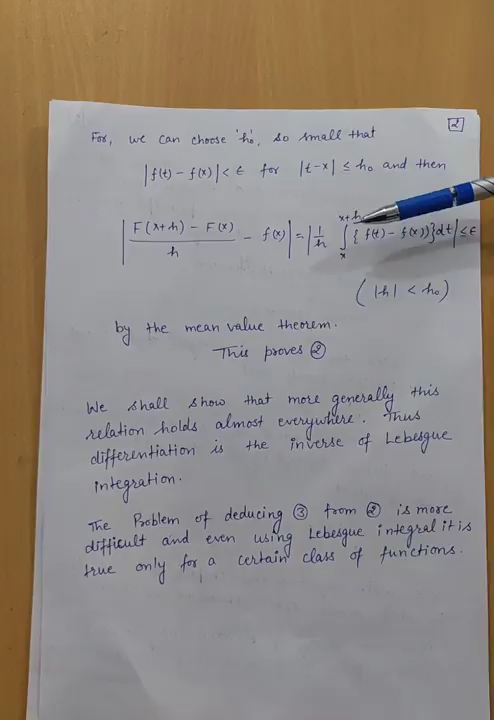 [2]
For, we can choose 'h₀', so small that
|f(t) - f(x)| < ε for |t-x| ≤ h₀ and then
| (F(x+h) - F(x))/h - f(x) | = | 1/h ∫ₓˣ⁺ʰ { f(t) - f(x))} dt | ≤ ε
( |h| < h₀ )
by the mean value theorem.
This proves ②
We shall show that more generally this
relation holds almost everywhere. Thus
differentiation is the inverse of Lebesgue
integration.
The Problem of deducing ③ from ② is more
difficult and even using Lebesgue integral it is
true only for a certain class of functions.